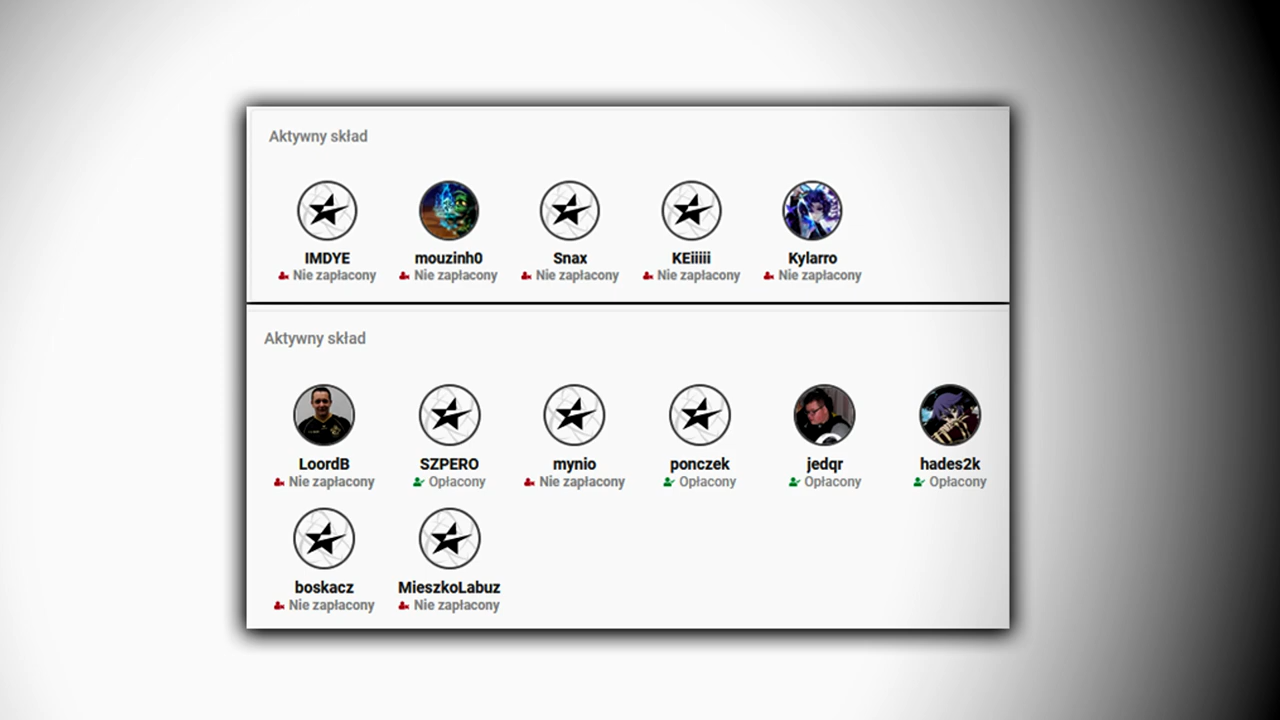 Aktywny skład
IMDYE mouzinh0 Snax KEiiiii Kylarro
Nie zapłacony Nie zapłacony Nie zapłacony Nie zapłacony Nie zapłacony
Aktywny skład
LoordB SZPERO mynio ponczek jedqr hades2k
Nie zapłacony Opłacony Nie zapłacony Opłacony Opłacony Opłacony
boskacz MieszkoLabuz
Nie zapłacony Nie zapłacony